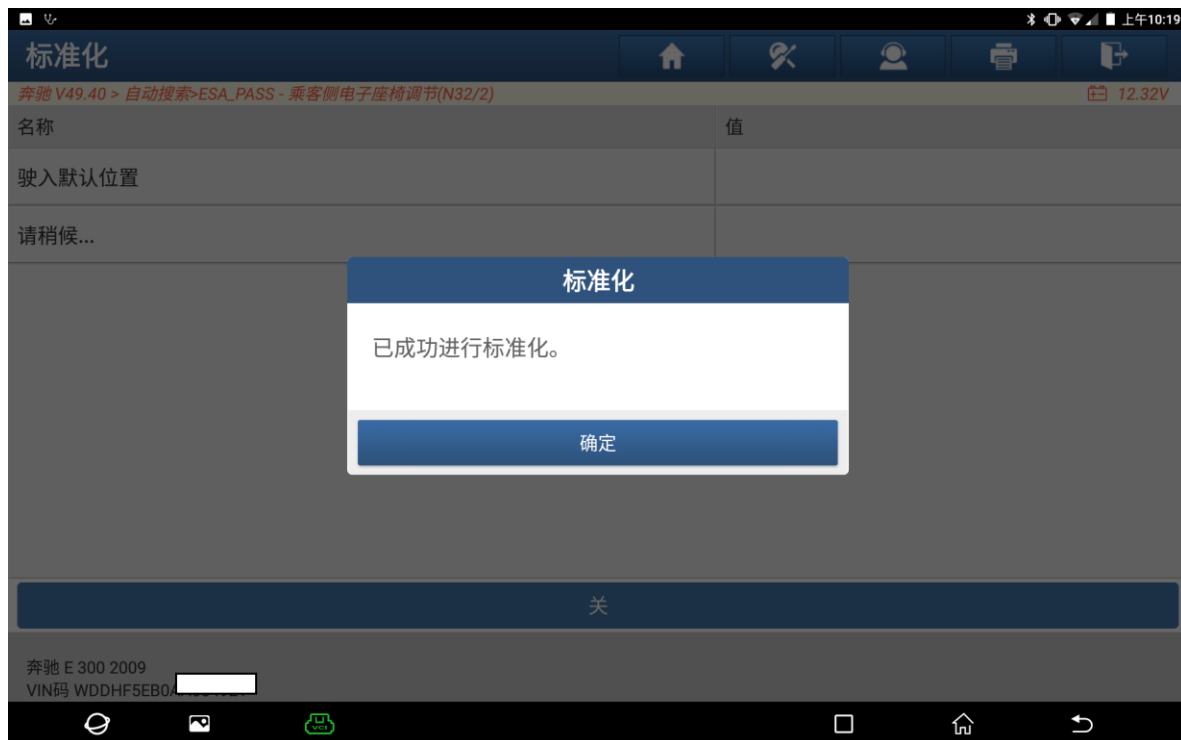 上午10:19
标准化
奔驰 V49.40 > 自动搜索>ESA_PASS - 乘客侧电子座椅调节(N32/2)
12.32V
名称
值
驶入默认位置
请稍候...
标准化
已成功进行标准化。
确定
关
奔驰 E 300 2009
VIN码 WDDHF5EB0A
VCI